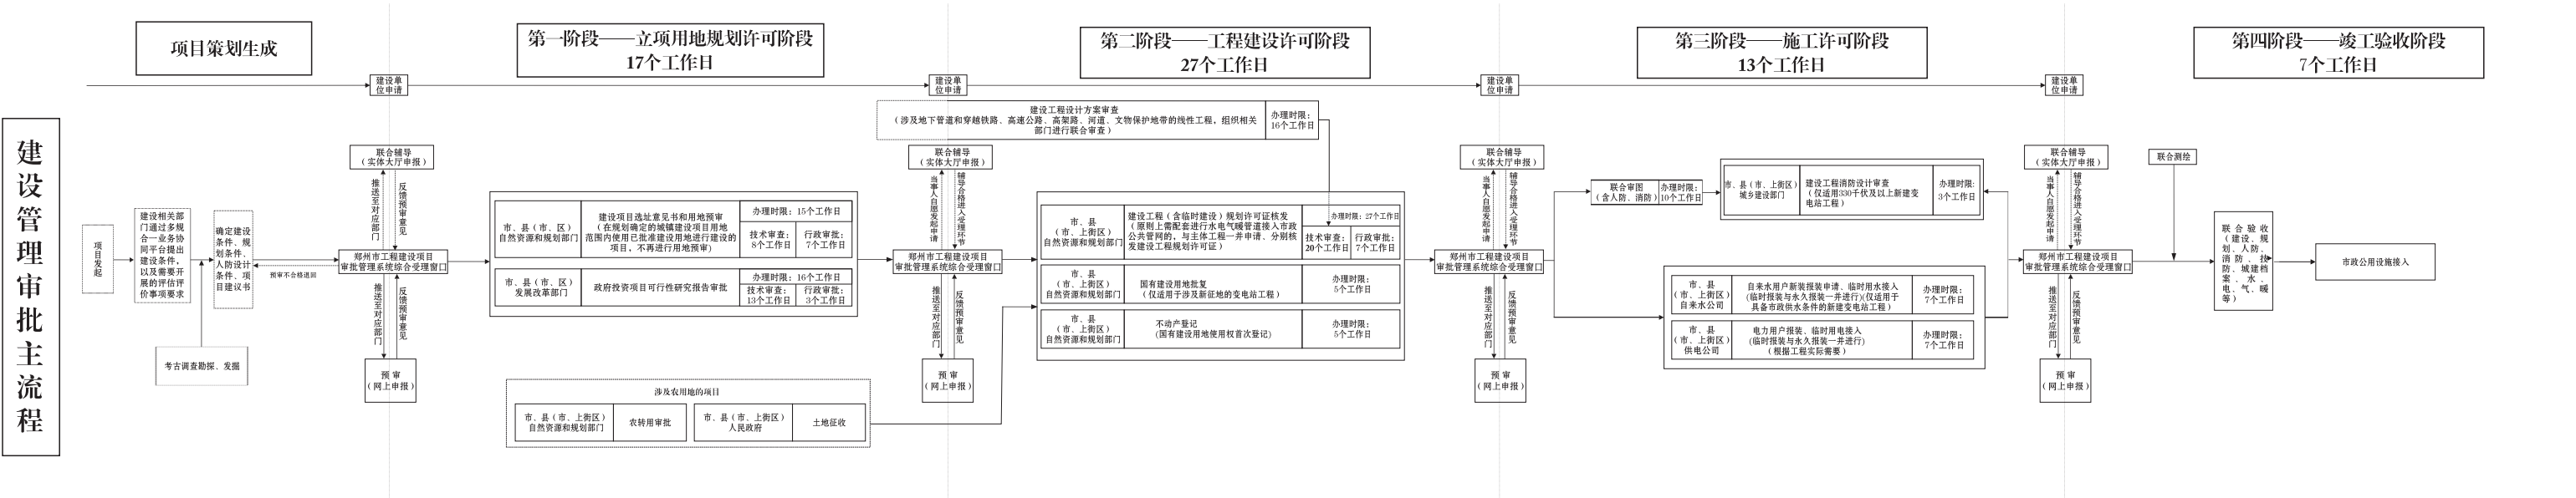 建设管理审批主流程
项目策划生成
第一阶段——立项用地规划许可阶段
17个工作日
第二阶段——工程建设许可阶段
27个工作日
第三阶段——施工许可阶段
13个工作日
第四阶段——竣工验收阶段
7个工作日
建设单
位申请
建设单
位申请
建设单
位申请
建设单
位申请
项目发起
建设相关部
门通过多规
合一业务协
同平台提出
建设条件，
以及需要开
展的评估评
价事项要求
确定建设
条件、规
划条件、
人防设计
条件、项
目建议书
考古调查勘探、发掘
预审不合格退回
联合辅导
（实体大厅申报）
推送至对应部门
反馈预审意见
郑州市工程建设项目
审批管理系统综合受理窗口
推送至对应部门
反馈预审意见
预 审
（网上申报）
市、县（市、区）
自然资源和规划部门
建设项目选址意见书和用地预审
（在规划确定的城镇建设项目用地
范围内使用已批准建设用地进行建设的
项目，不再进行用地预审)
办理时限：15个工作日
技术审查：
8个工作日
行政审批：
7个工作日
市、县（市、区）
发展改革部门
政府投资项目可行性研究报告审批
办理时限：16个工作日
技术审查：
13个工作日
行政审批：
3个工作日
涉及农用地的项目
市、县（市、上街区）
自然资源和规划部门
农转用审批
市、县（市、上街区）
人民政府
土地征收
建设工程设计方案审查
（涉及地下管道和穿越铁路、高速公路、高架路、河道、文物保护地带的线性工程，组织相关
部门进行联合审查）
办理时限：
16个工作日
联合辅导
（实体大厅申报）
当事人自愿发起申请
辅导合格进入受理环节
郑州市工程建设项目
审批管理系统综合受理窗口
推送至对应部门
反馈预审意见
预 审
（网上申报）
市、县
（市、上街区）
自然资源和规划部门
建设工程（含临时建设）规划许可证核发
（原则上需配套进行水电气暖管道接入市政
公共管网的，与主体工程一并申请、分别核
发建设工程规划许可证）
办理时限：27个工作日
技术审查：
20个工作日
行政审批：
7个工作日
市、县
（市、上街区）
自然资源和规划部门
国有建设用地批复
（仅适用于涉及新征地的变电站工程）
办理时限：
5个工作日
市、县
（市、上街区）
自然资源和规划部门
不动产登记
(国有建设用地使用权首次登记)
办理时限：
5个工作日
联合辅导
（实体大厅申报）
当事人自愿发起申请
辅导合格进入受理环节
郑州市工程建设项目
审批管理系统综合受理窗口
推送至对应部门
反馈预审意见
预 审
（网上申报）
联合审图
（含人防、消防）
办理时限：
10个工作日
市、县（市、上街区）
城乡建设部门
建设工程消防设计审查
（仅适用330千伏及以上新建变
电站工程）
办理时限：
3个工作日
市、县
（市、上街区）
自来水公司
自来水用户新装报装申请、临时用水接入
(临时报装与永久报装一并进行)(仅适用于
具备市政供水条件的新建变电站工程）
办理时限：
7个工作日
市、县
（市、上街区）
供电公司
电力用户报装、临时用电接入
(临时报装与永久报装一并进行)
（根据工程实际需要）
办理时限：
7个工作日
联合辅导
（实体大厅申报）
当事人自愿发起申请
辅导合格进入受理环节
郑州市工程建设项目
审批管理系统综合受理窗口
推送至对应部门
反馈预审意见
预 审
（网上申报）
联合测绘
联 合 验 收
（建 设、规
划、人防、
消 防 、技
防、城建档
案 、水 、
电、气、暖
等）
市政公用设施接入